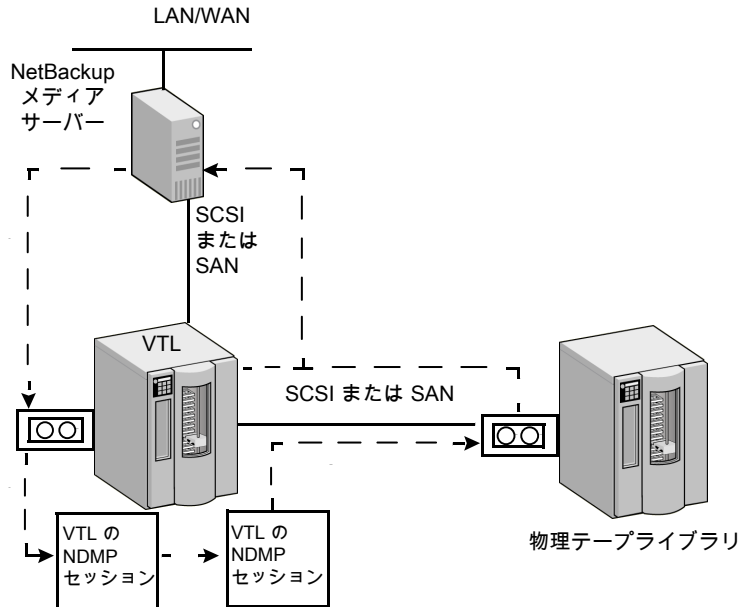 LAN/WAN
NetBackup
メディア
サーバー
SCSI
または
SAN
VTL
SCSI または SAN
VTL の
NDMP
セッション
VTL の
NDMP
セッション
物理テープライブラリ